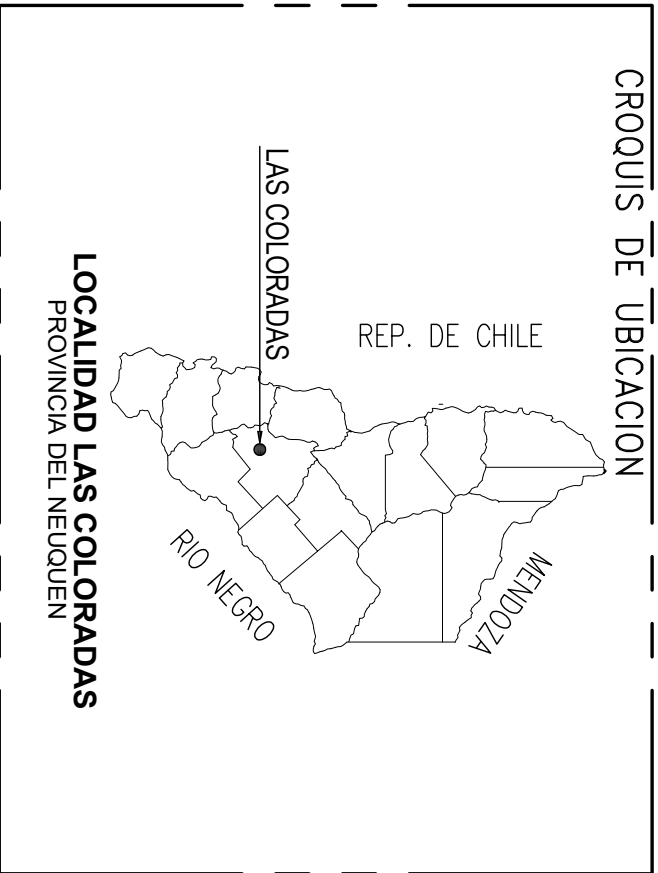 CROQUIS DE UBICACION
REP. DE CHILE
MENDOZA
LAS COLORADAS
RIO NEGRO
LOCALIDAD LAS COLORADAS
PROVINCIA DEL NEUQUEN